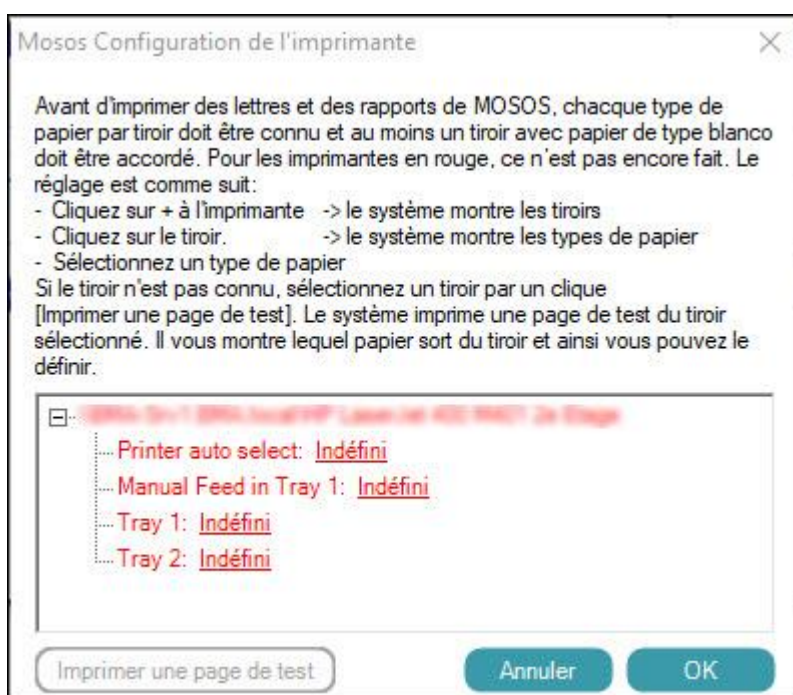 Mosos Configuration de l'imprimante
Avant d'imprimer des lettres et des rapports de MOSOS, chacque type de
papier par tiroir doit être connu et au moins un tiroir avec papier de type blanco
doit être accordé. Pour les imprimantes en rouge, ce n'est pas encore fait. Le
réglage est comme suit:
- Cliquez sur + à l'imprimante -> le système montre les tiroirs
- Cliquez sur le tiroir. -> le système montre les types de papier
- Sélectionnez un type de papier
Si le tiroir n'est pas connu, sélectionnez un tiroir par un clique
[Imprimer une page de test]. Le système imprime une page de test du tiroir
sélectionné. Il vous montre lequel papier sort du tiroir et ainsi vous pouvez le
définir.
Printer auto select: Indéfini
Manual Feed in Tray 1: Indéfini
Tray 1: Indéfini
Tray 2: Indéfini
Imprimer une page de test Annuler OK